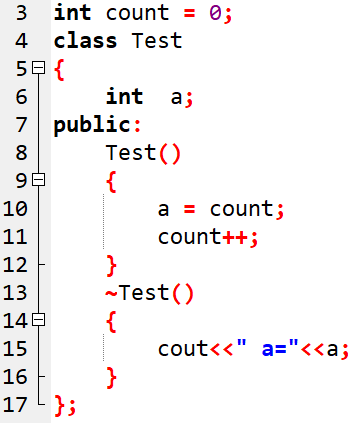 3 int count = 0;
4 class Test
5 {
6 int  a;
7 public:
8 Test()
9 {
10 a = count;
11 count++;
12 }
13 ~Test()
14 {
15 cout<<" a="<<a;
16 }
17 };